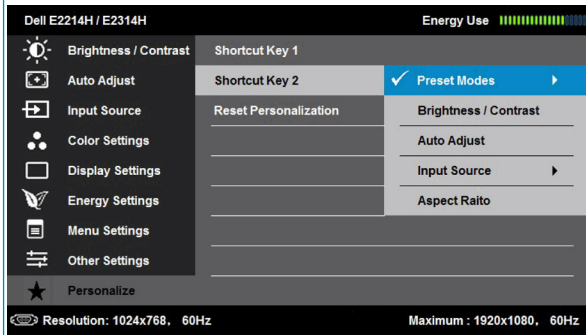 Dell E2214H / E2314H Energy Use
Brightness / Contrast Shortcut Key 1
Auto Adjust Shortcut Key 2 Preset Modes
Input Source Reset Personalization Brightness / Contrast
Color Settings Auto Adjust
Display Settings Input Source
Energy Settings Aspect Raito
Menu Settings
Other Settings
Personalize
Resolution: 1024x768, 60Hz Maximum : 1920x1080, 60Hz